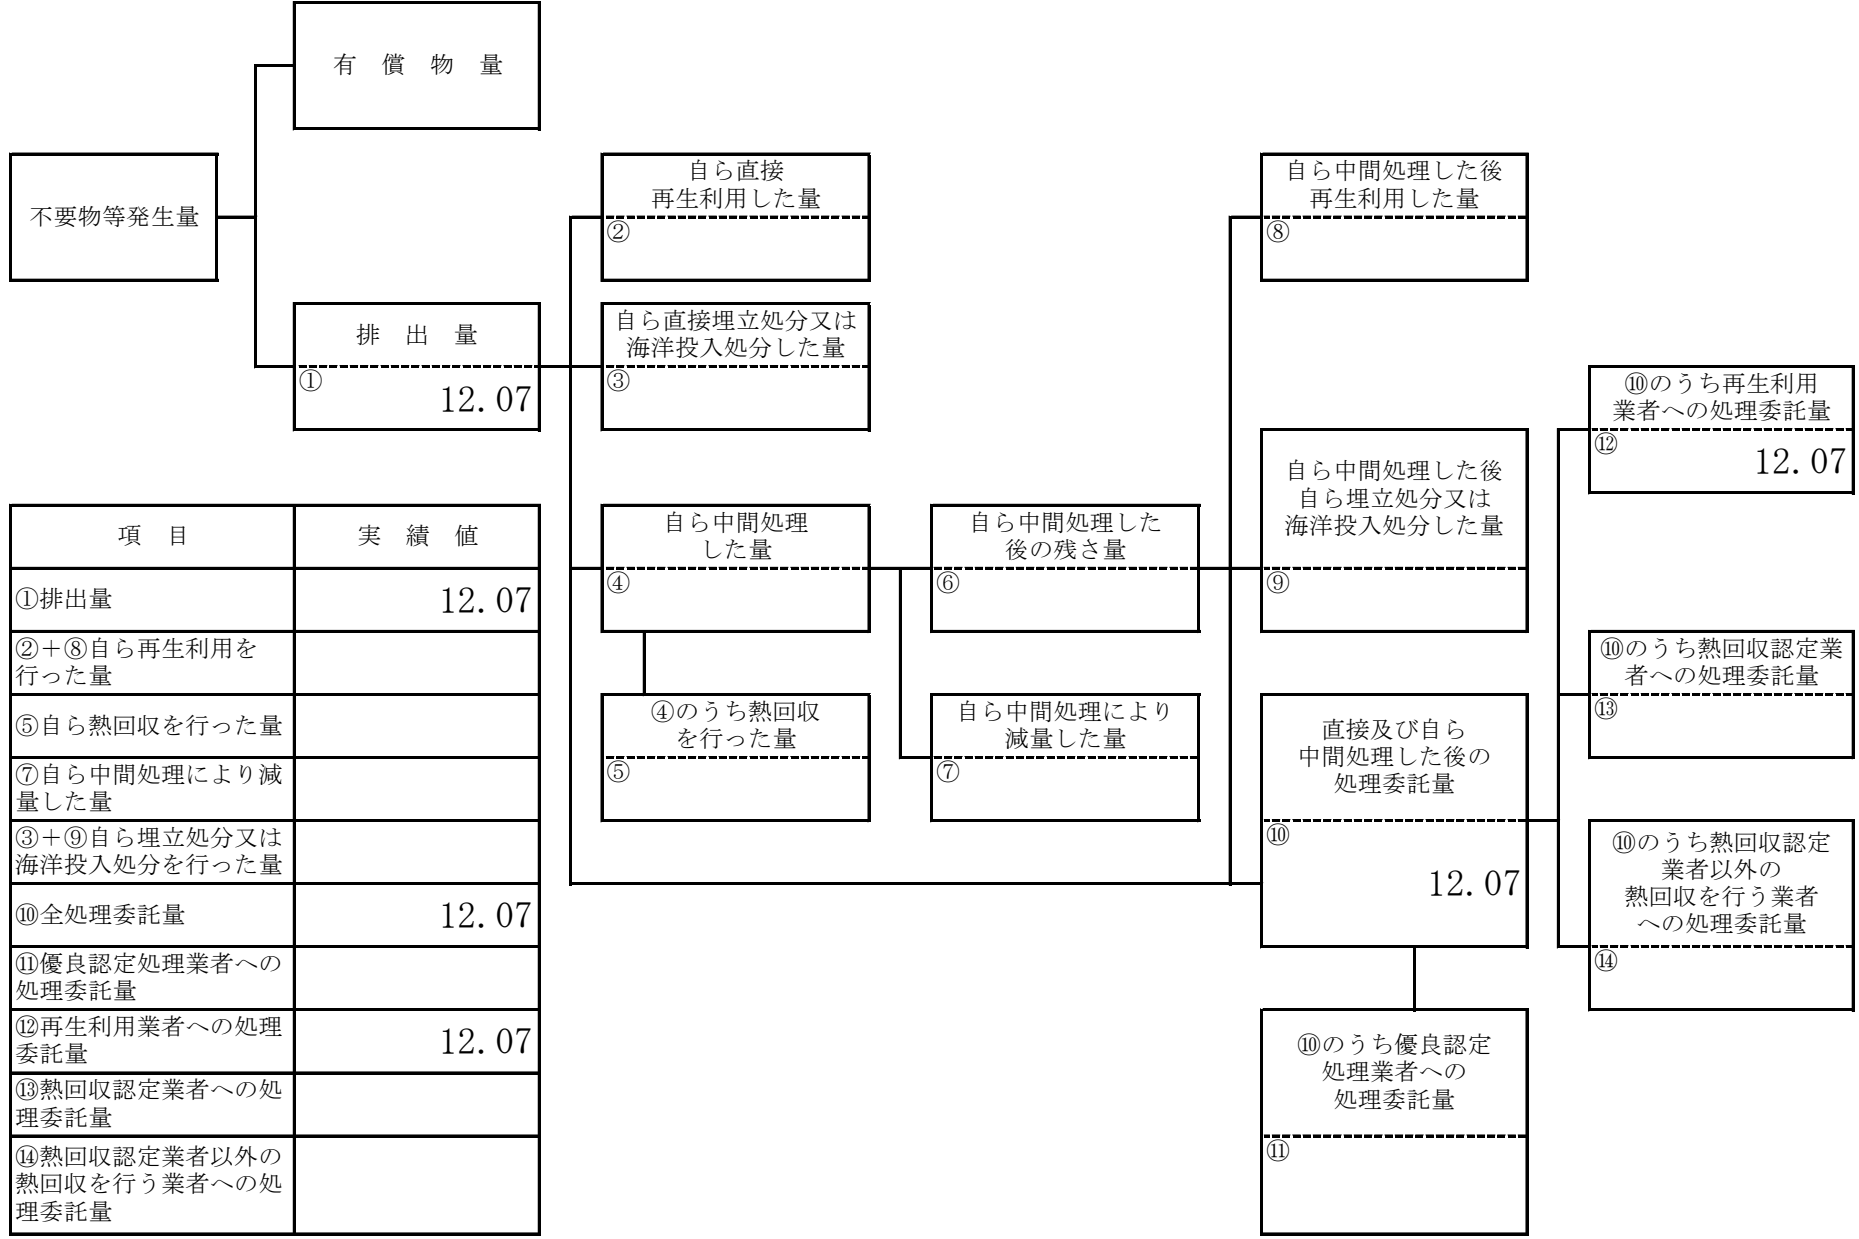 有　償　物　量
不要物等発生量
排　出　量
①
12.07
自ら直接
再生利用した量
②
自ら直接埋立処分又は
海洋投入処分した量
③
自ら中間処理
した量
④
④のうち熱回収
を行った量
⑤
自ら中間処理した
後の残さ量
⑥
自ら中間処理により
減量した量
⑦
自ら中間処理した後
再生利用した量
⑧
自ら中間処理した後
自ら埋立処分又は
海洋投入処分した量
⑨
直接及び自ら
中間処理した後の
処理委託量
⑩
12.07
⑩のうち優良認定
処理業者への
処理委託量
⑪
⑩のうち再生利用
業者への処理委託量
⑫
12.07
⑩のうち熱回収認定業
者への処理委託量
⑬
⑩のうち熱回収認定
業者以外の
熱回収を行う業者
への処理委託量
⑭
項　目　実　績　値
①排出量　12.07
②＋⑧自ら再生利用を
行った量
⑤自ら熱回収を行った量
⑦自ら中間処理により減
量した量
③＋⑨自ら埋立処分又は
海洋投入処分を行った量
⑩全処理委託量　12.07
⑪優良認定処理業者への
処理委託量
⑫再生利用業者への処理
委託量　12.07
⑬熱回収認定業者への処
理委託量
⑭熱回収認定業者以外の
熱回収を行う業者への処
理委託量